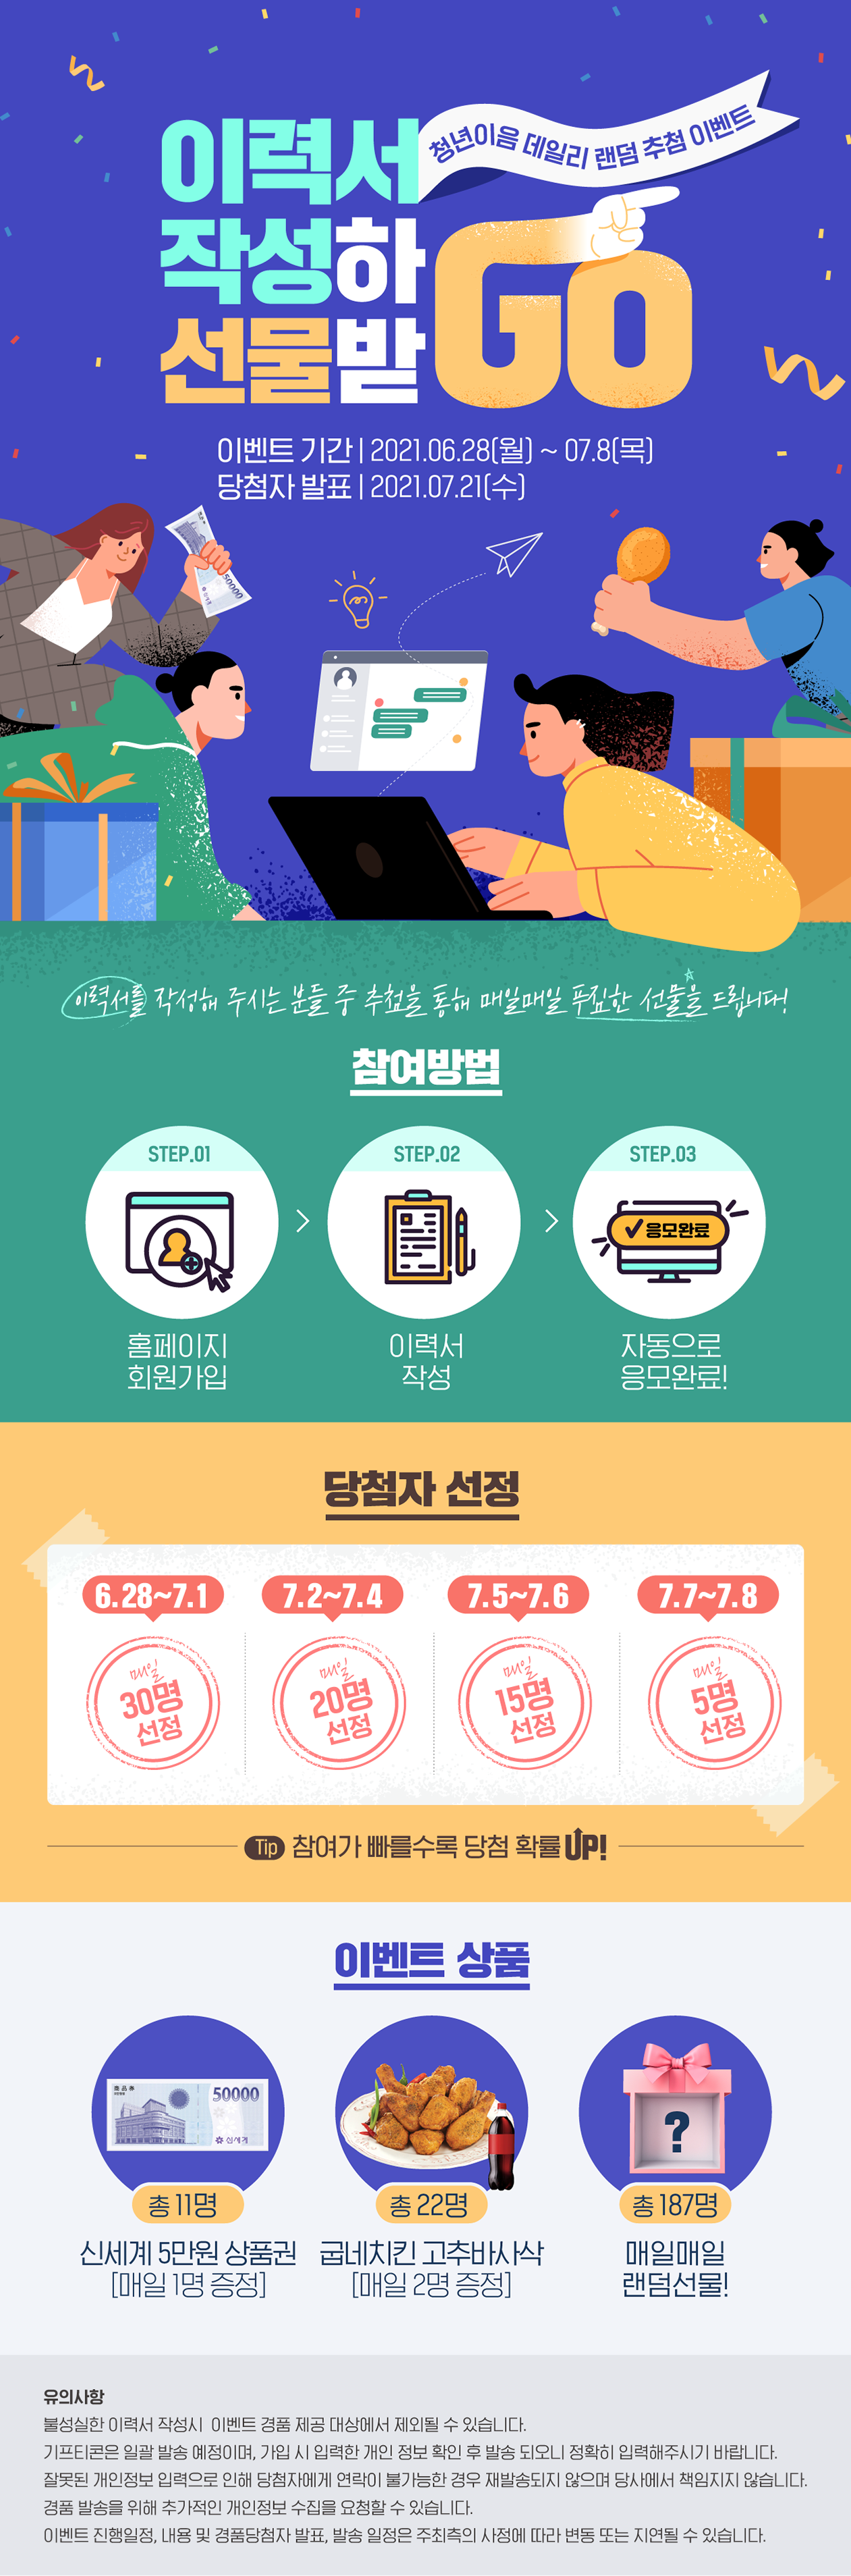 청년이음 데일리 랜덤 추첨 이벤트
이력서
작성하
선물받GO
이벤트 기간 | 2021.06.28(월) ~ 07.8(목)
당첨자 발표 | 2021.07.21(수)
50000
이력서를 작성해 주시는 분들 중 추첨을 통해 매일매일 푸짐한 선물을 드립니다!
참여방법
STEP.01
STEP.02
STEP.03
응모완료
홈페이지
회원가입
이력서
작성
자동으로
응모완료!
당첨자 선정
6.28~7.1
7.2~7.4
7.5~7.6
7.7~7.8
매일
30명
선정
매일
20명
선정
매일
15명
선정
매일
5명
선정
Tip 참여가 빠를수록 당첨 확률 UP!
이벤트 상품
商品券
50000
신세계
?
총 11명
총 22명
총 187명
신세계 5만원 상품권
[매일 1명 증정]
굽네치킨 고추바사삭
[매일 2명 증정]
매일매일
랜덤선물!
유의사항
불성실한 이력서 작성시 이벤트 경품 제공 대상에서 제외될 수 있습니다.
기프티콘은 일괄 발송 예정이며, 가입 시 입력한 개인 정보 확인 후 발송 되오니 정확히 입력해주시기 바랍니다.
잘못된 개인정보 입력으로 인해 당첨자에게 연락이 불가능한 경우 재발송되지 않으며 당사에서 책임지지 않습니다.
경품 발송을 위해 추가적인 개인정보 수집을 요청할 수 있습니다.
이벤트 진행일정, 내용 및 경품당첨자 발표, 발송 일정은 주최측의 사정에 따라 변동 또는 지연될 수 있습니다.